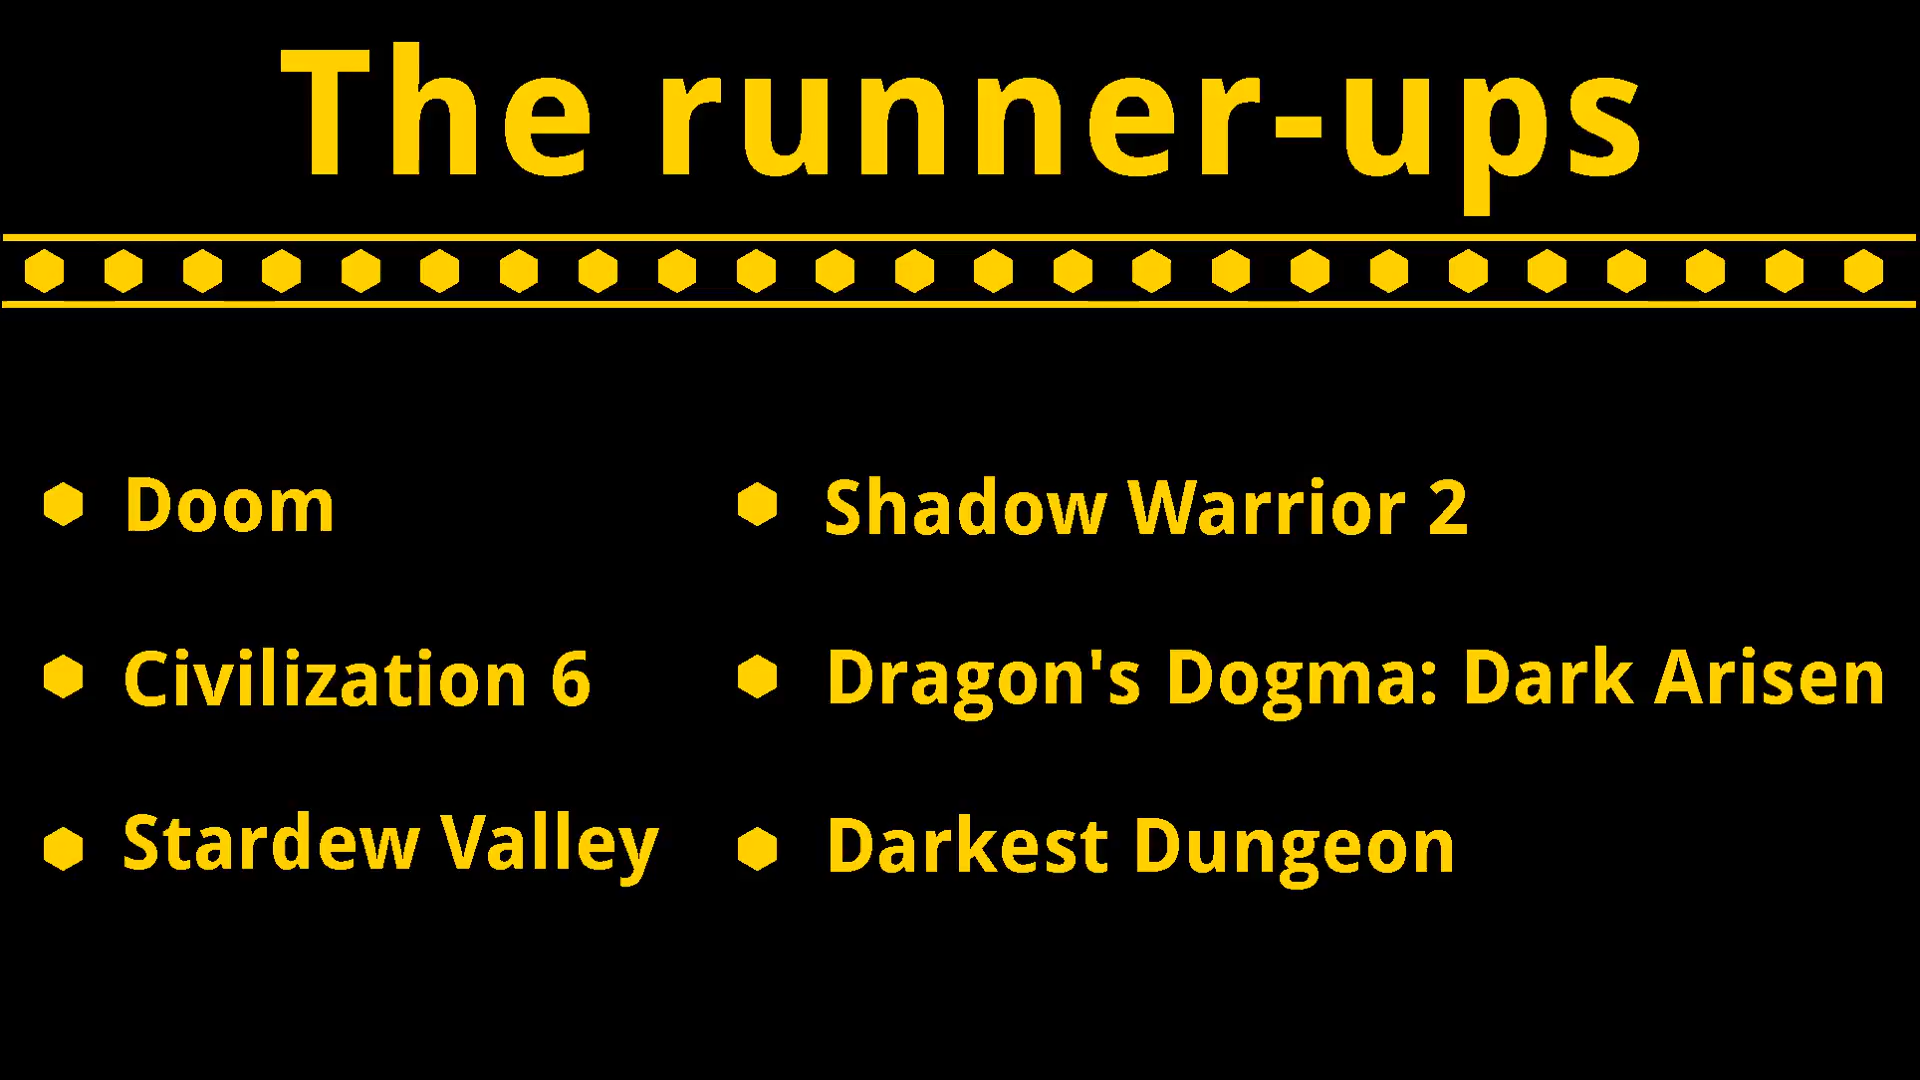 The runner-ups
Doom
Civilization 6
Stardew Valley
Shadow Warrior 2
Dragon's Dogma: Dark Arisen
Darkest Dungeon